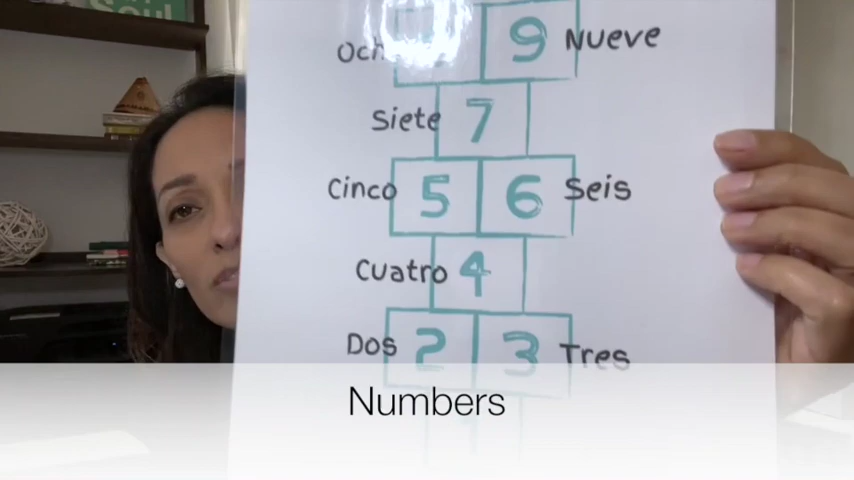 9 Nueve
Siete 7
Cinco 5 6 Seis
Cuatro 4
Dos 2 3 Tres
Numbers